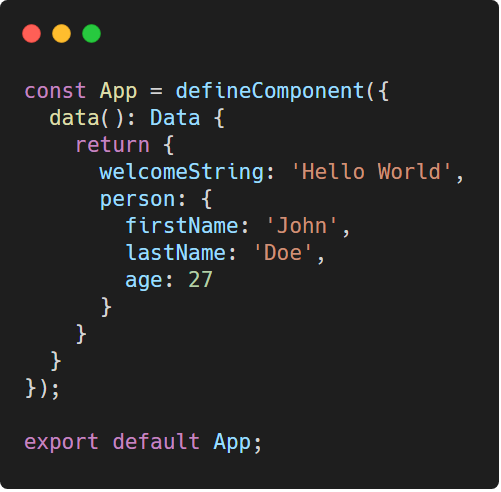 const App = defineComponent({
  data(): Data {
    return {
      welcomeString: 'Hello World',
      person: {
        firstName: 'John',
        lastName: 'Doe',
        age: 27
      }
    }
  }
});

export default App;